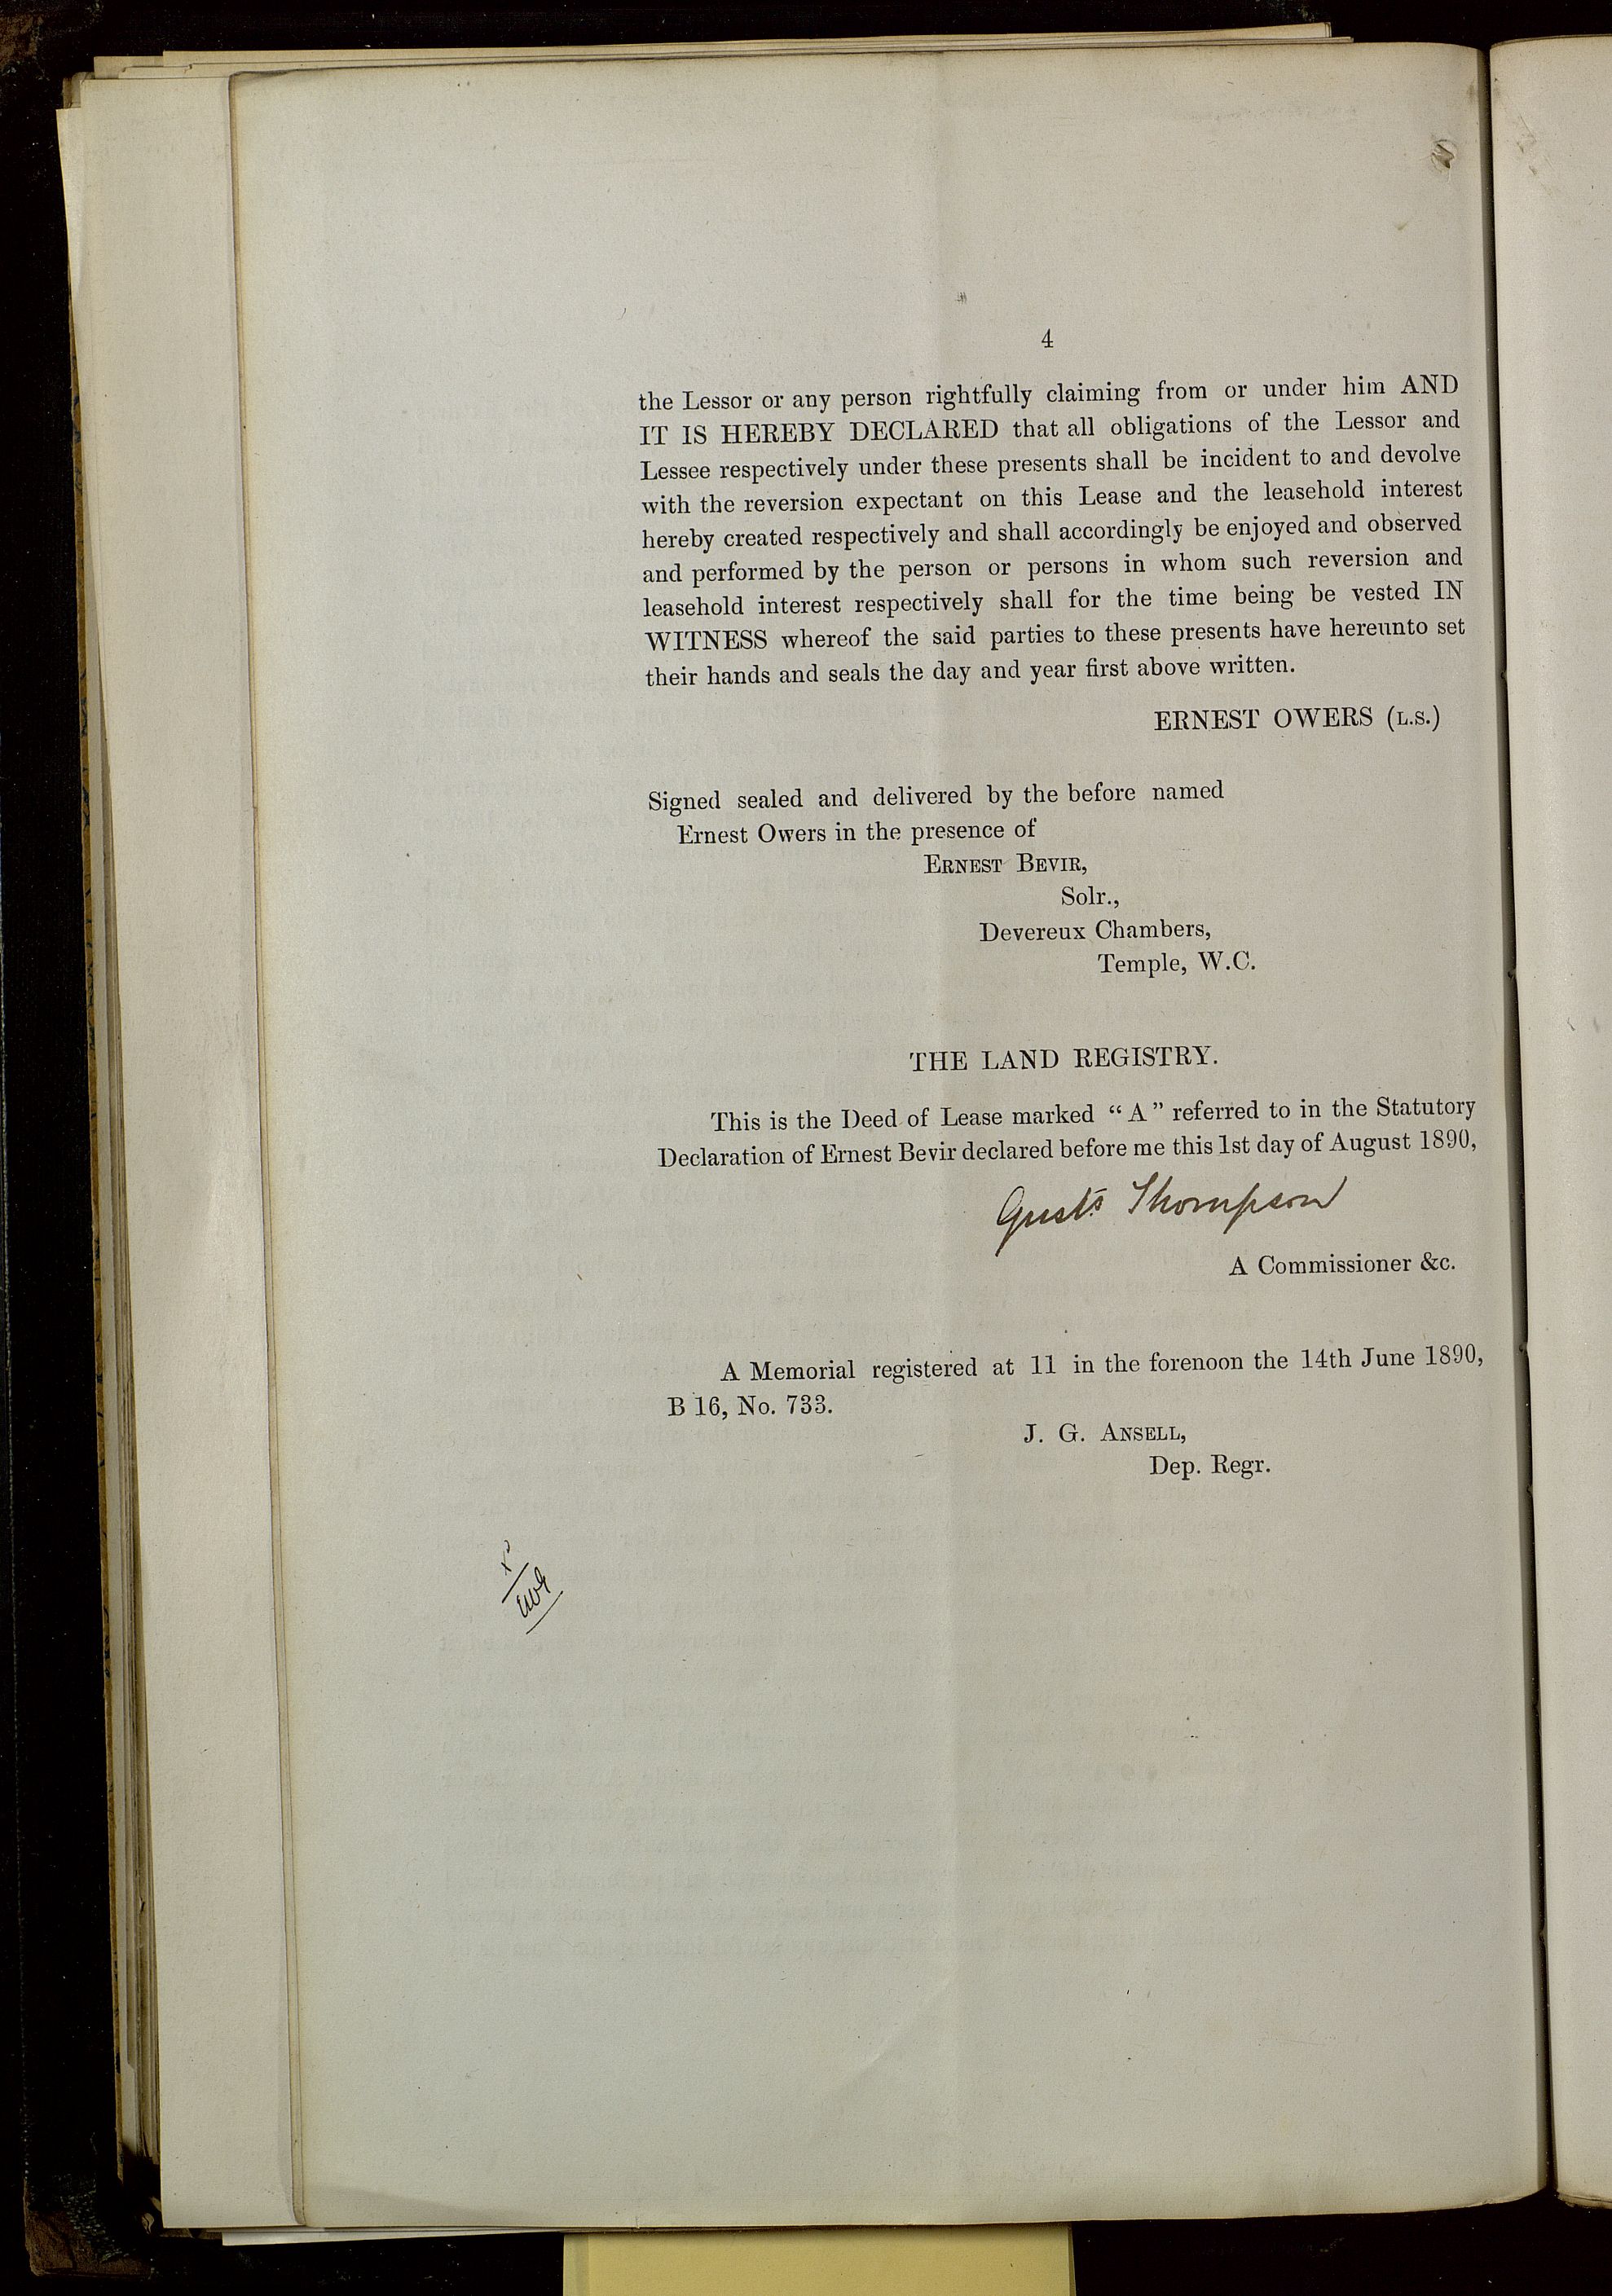 4
the Lessor or any person rightfully claiming from or under him AND
IT IS HEREBY DECLARED that all obligations of the Lessor and
Lessee respectively under these presents shall be incident to and devolve
with the reversion expectant on this Lease and the leasehold interest
hereby created respectively and shall accordingly be enjoyed and observed
and performed by the person or persons in whom such reversion and
leasehold interest respectively shall for the time being be vested IN
WITNESS whereof the said parties to these presents have hereunto set
their hands and seals the day and year first above written.
ERNEST OWERS (L.S.)
Signed sealed and delivered by the before named
Ernest Owers in the presence of
ERNEST BEVIR,
Solr.,
Devereux Chambers,
Temple, W.C.
THE LAND REGISTRY.
This is the Deed of Lease marked “A” referred to in the Statutory
Declaration of Ernest Bevir declared before me this 1st day of August 1890,
Thompson
A Commissioner &c.
A Memorial registered at 11 in the forenoon the 14th June 1890,
B 16, No. 733.
J. G. ANSELL,
Dep. Regr.